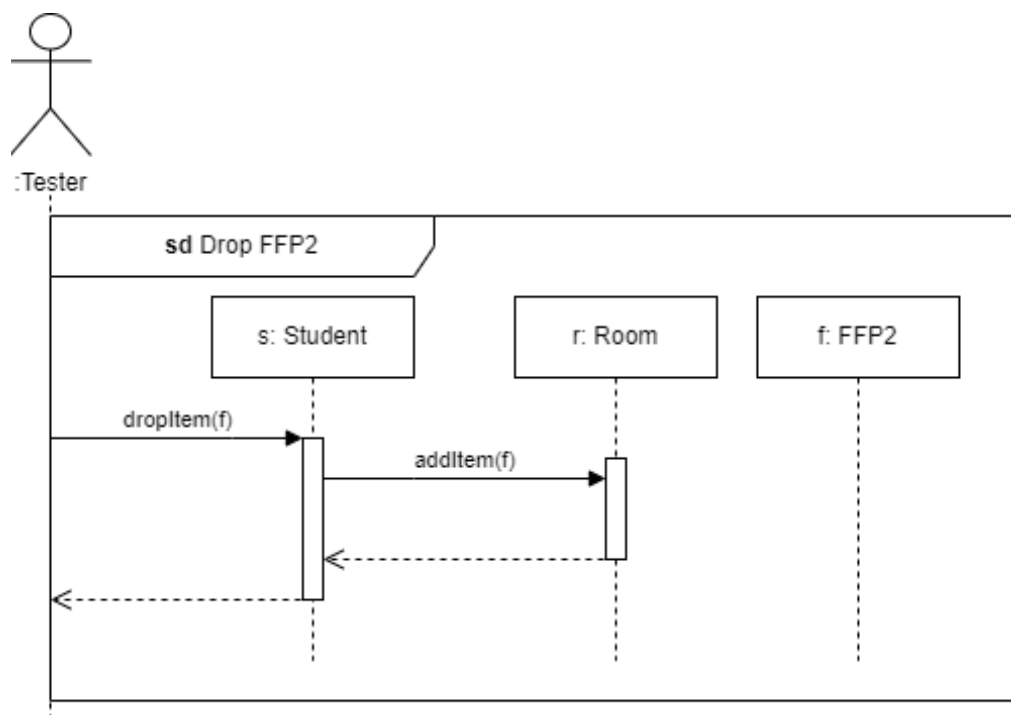 :Tester
sd Drop FFP2
s: Student
r: Room
f: FFP2
dropItem(f)
addItem(f)